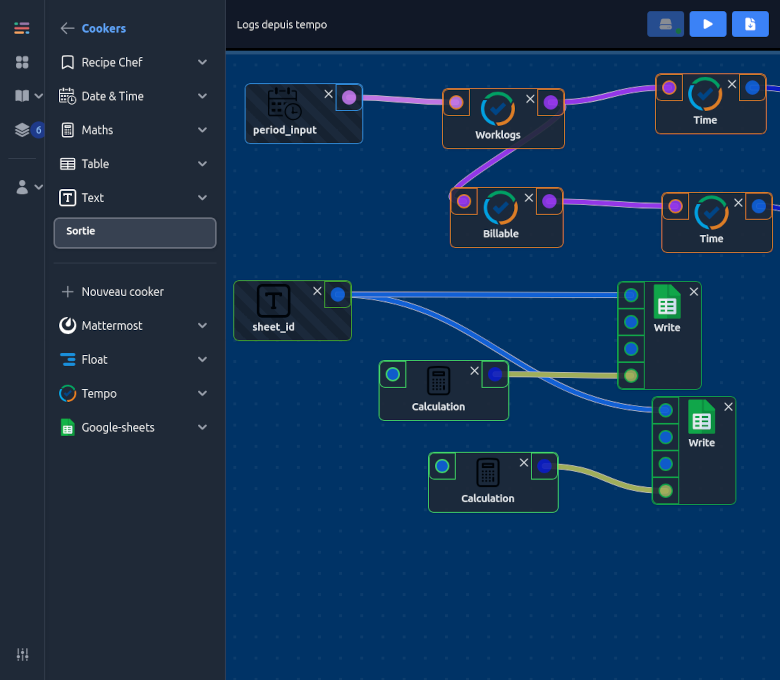 Cookers
Recipe Chef
Date & Time
Maths
Table
Text
Sortie
Nouveau cooker
Mattermost
Float
Tempo
Google-sheets
6
Logs depuis tempo
period_input
Worklogs
Time
Billable
Time
sheet_id
Write
Calculation
Write
Calculation